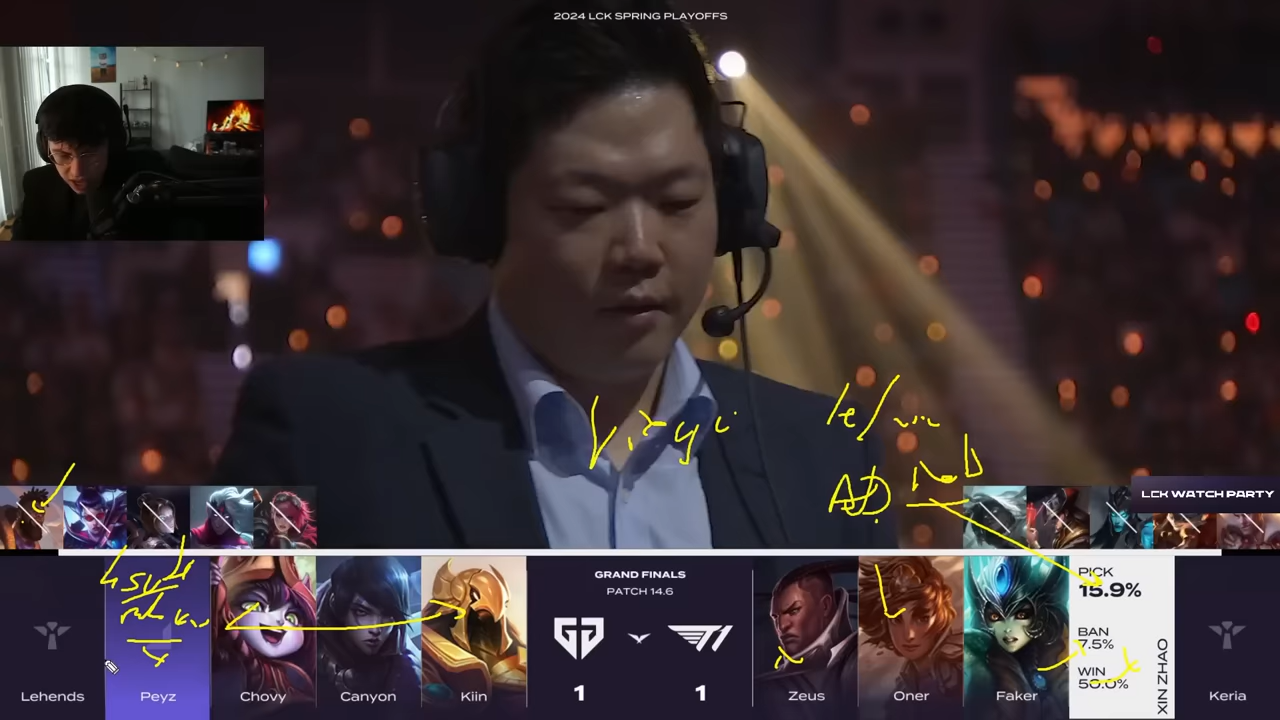 2024 LCK SPRING PLAYOFFS
LCK WATCH PARTY
GRAND FINALS
PATCH 14.6
1
1
PICK
15.9%
BAN
7.5%
WIN
50.0%
XIN ZHAO
Lehends
Peyz
Chovy
Canyon
Kiin
Zeus
Oner
Faker
Keria